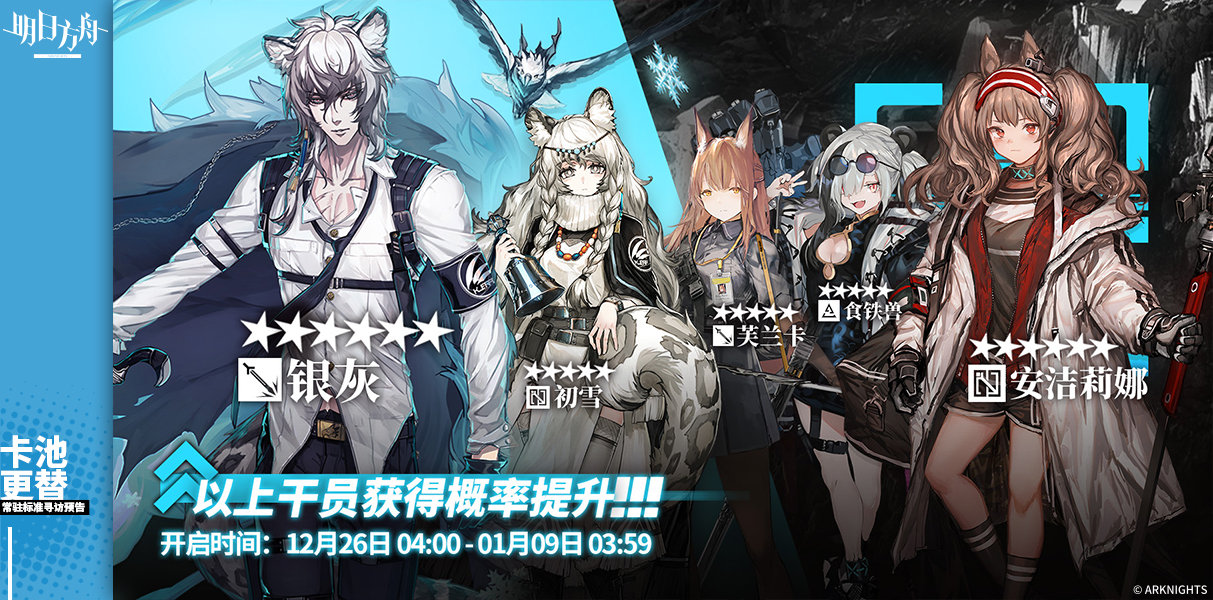 明日方舟
卡池
更替
常驻标准寻访预告
★★★★★★
银灰
★★★★★
初雪
★★★★★
芙兰卡
★★★★★
食铁兽
★★★★★★
安洁莉娜
以上干员获得概率提升!!!
开启时间：12月26日 04:00 - 01月09日 03:59
© ARKNIGHTS